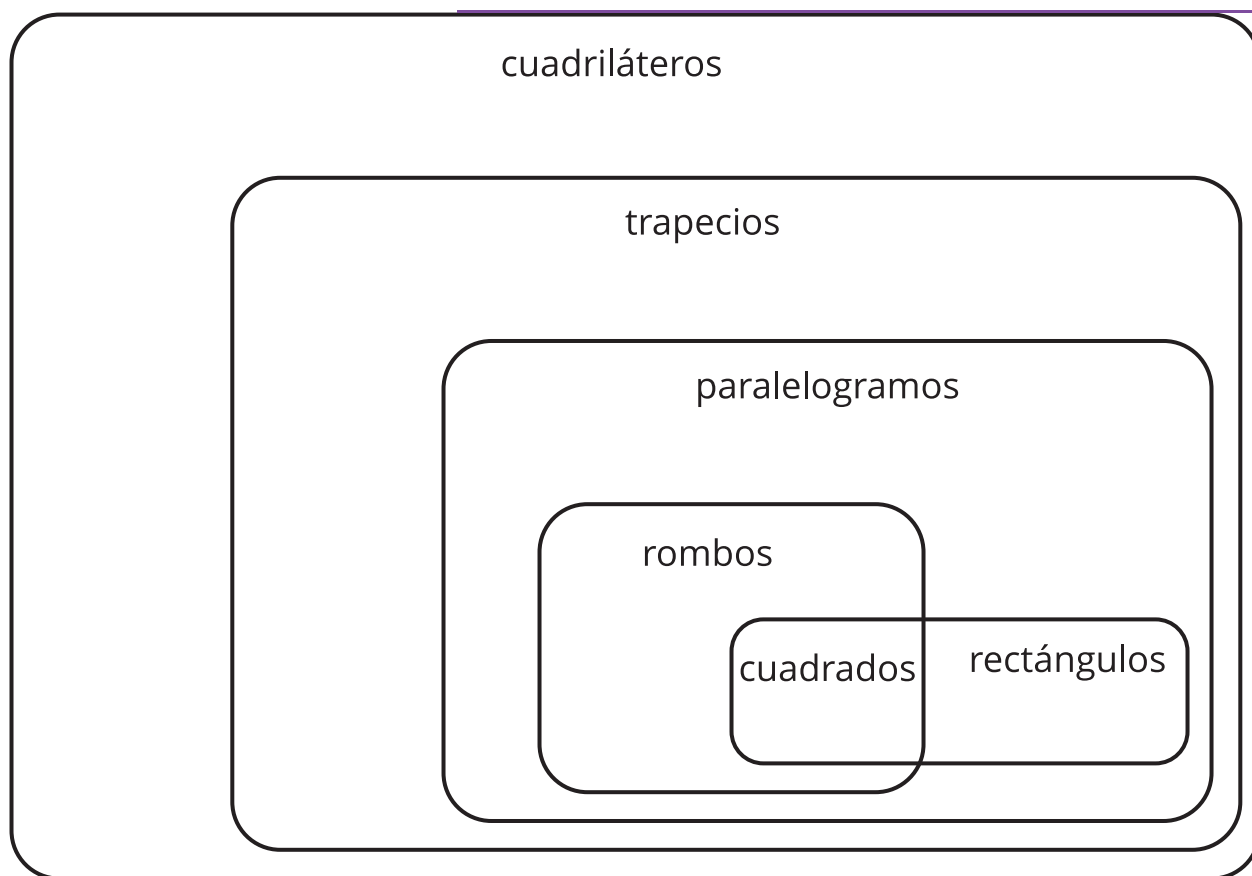 cuadriláteros
trapecios
paralelogramos
rombos
cuadrados
rectángulos